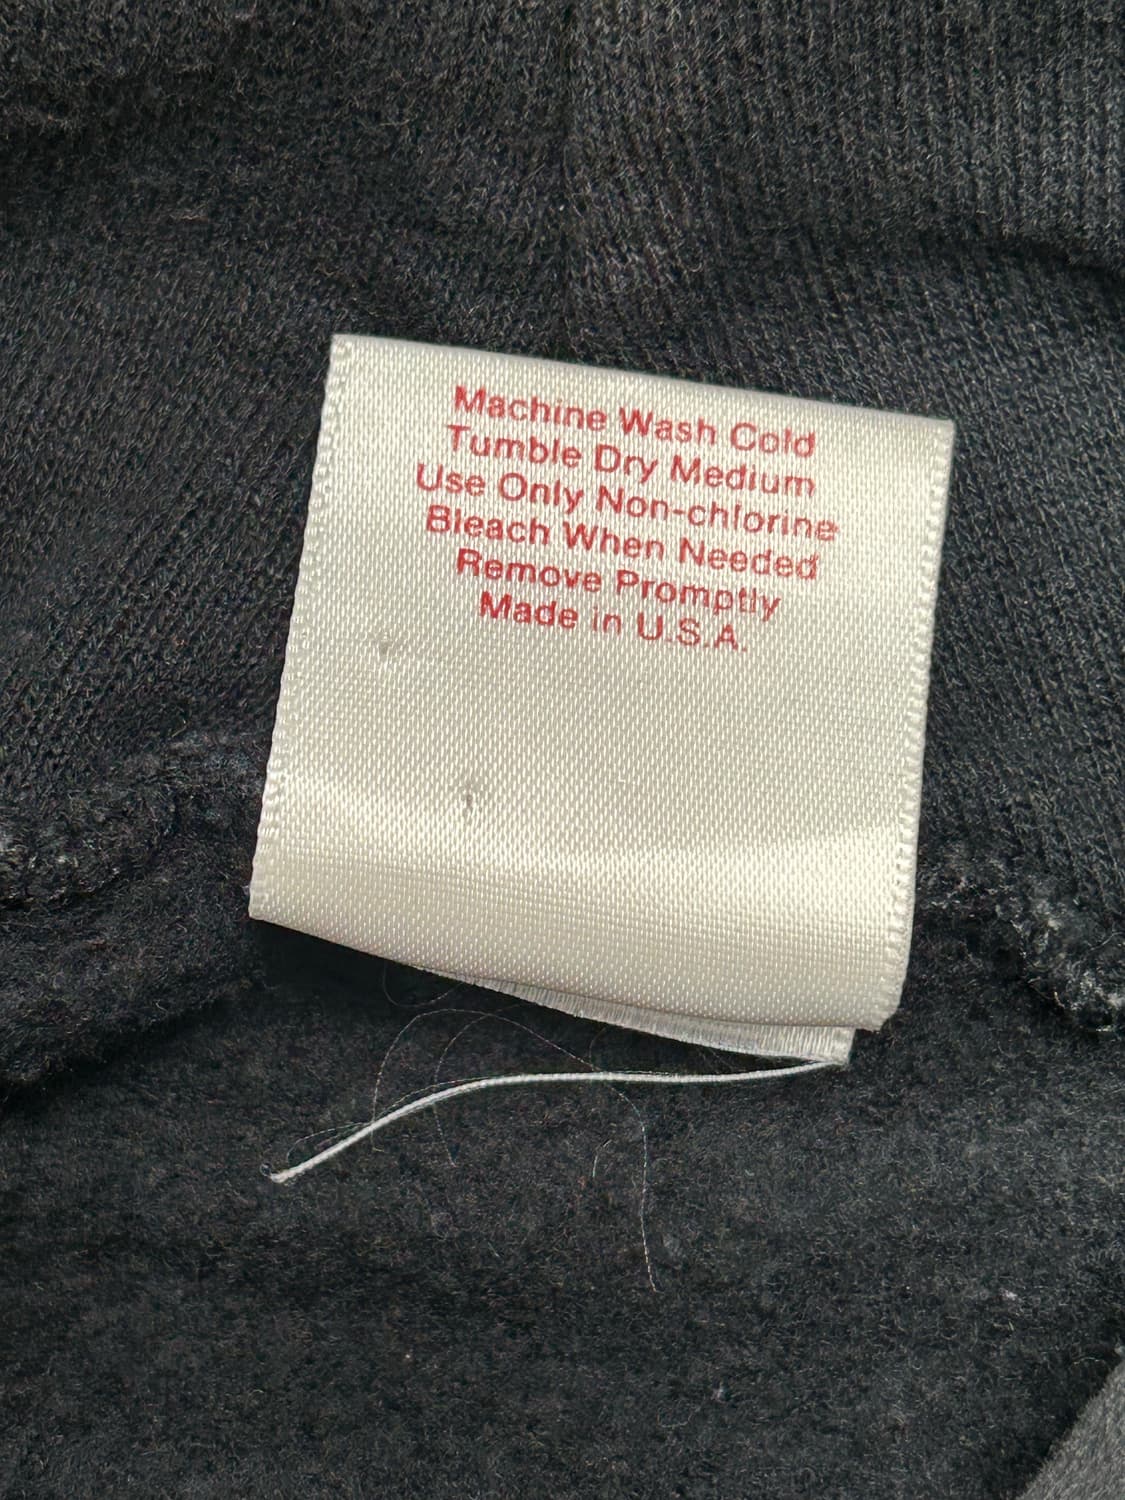 Machine Wash Cold
Tumble Dry Medium
Use Only Non-chlorine
Bleach When Needed
Remove Promptly
Made in U.S.A.